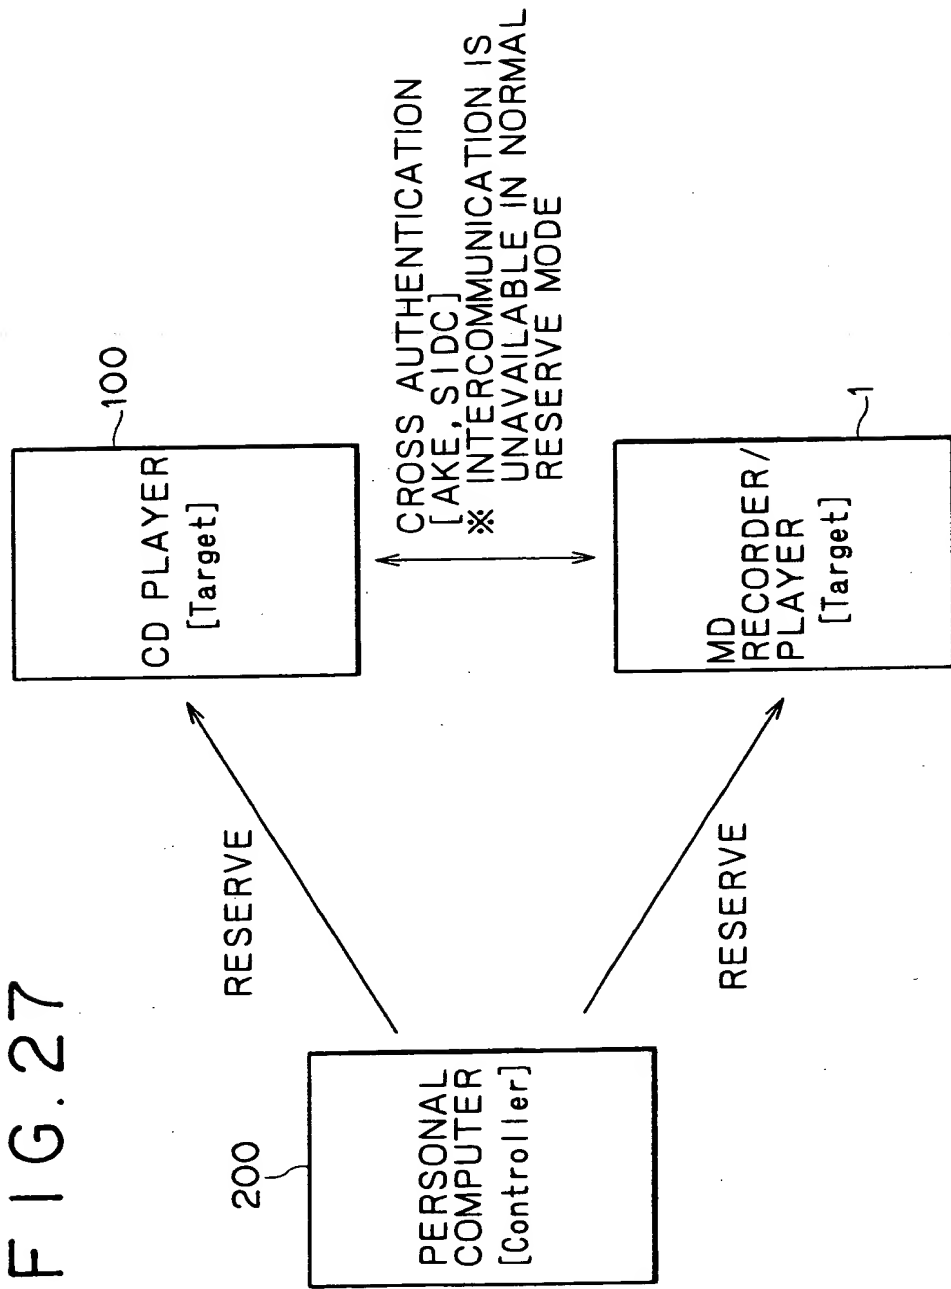 FIG.27
200
PERSONAL
COMPUTER
[Controller]
RESERVE
RESERVE
100
CD PLAYER
[Target]
CROSS AUTHENTICATION
[AKE,SIDC]
※ INTERCOMMUNICATION IS
UNAVAILABLE IN NORMAL
RESERVE MODE
1
MD
RECORDER/
PLAYER
[Target]